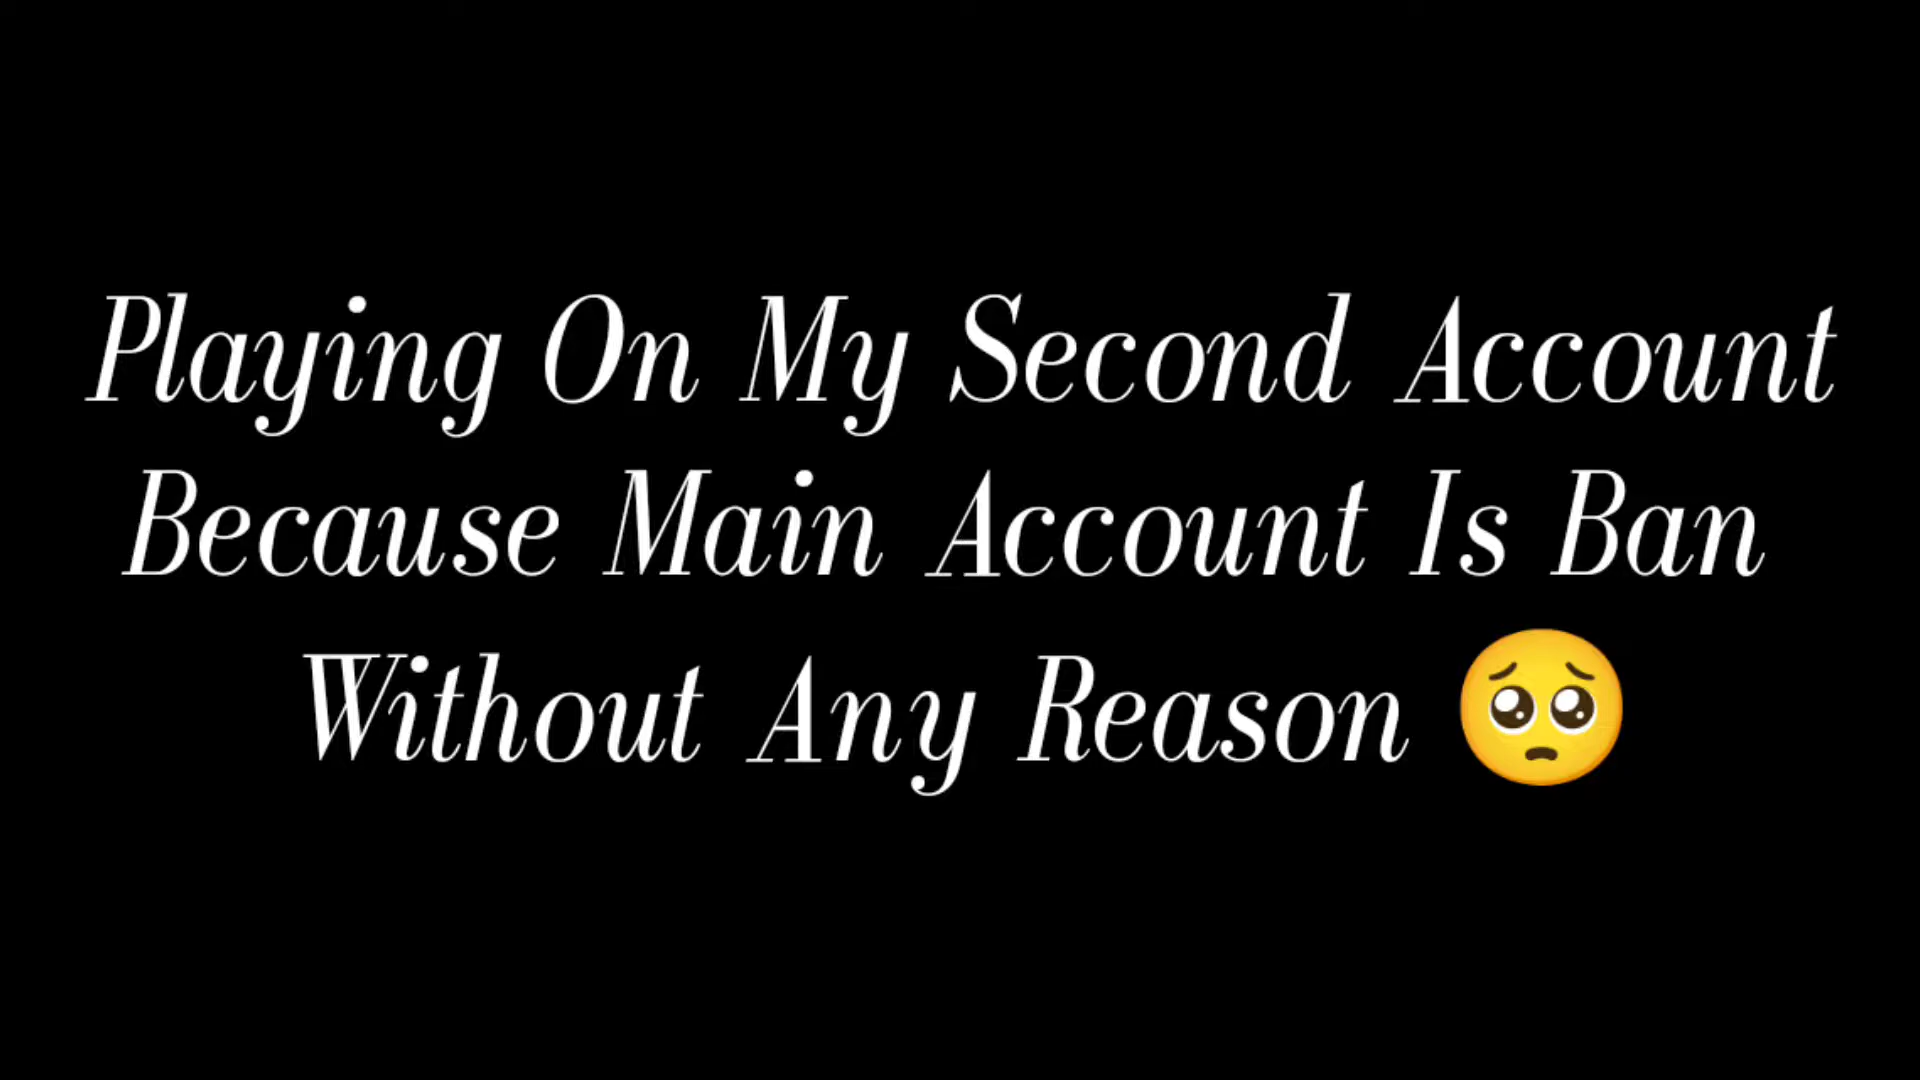 Playing On My Second Account
Because Main Account Is Ban
Without Any Reason 🥺